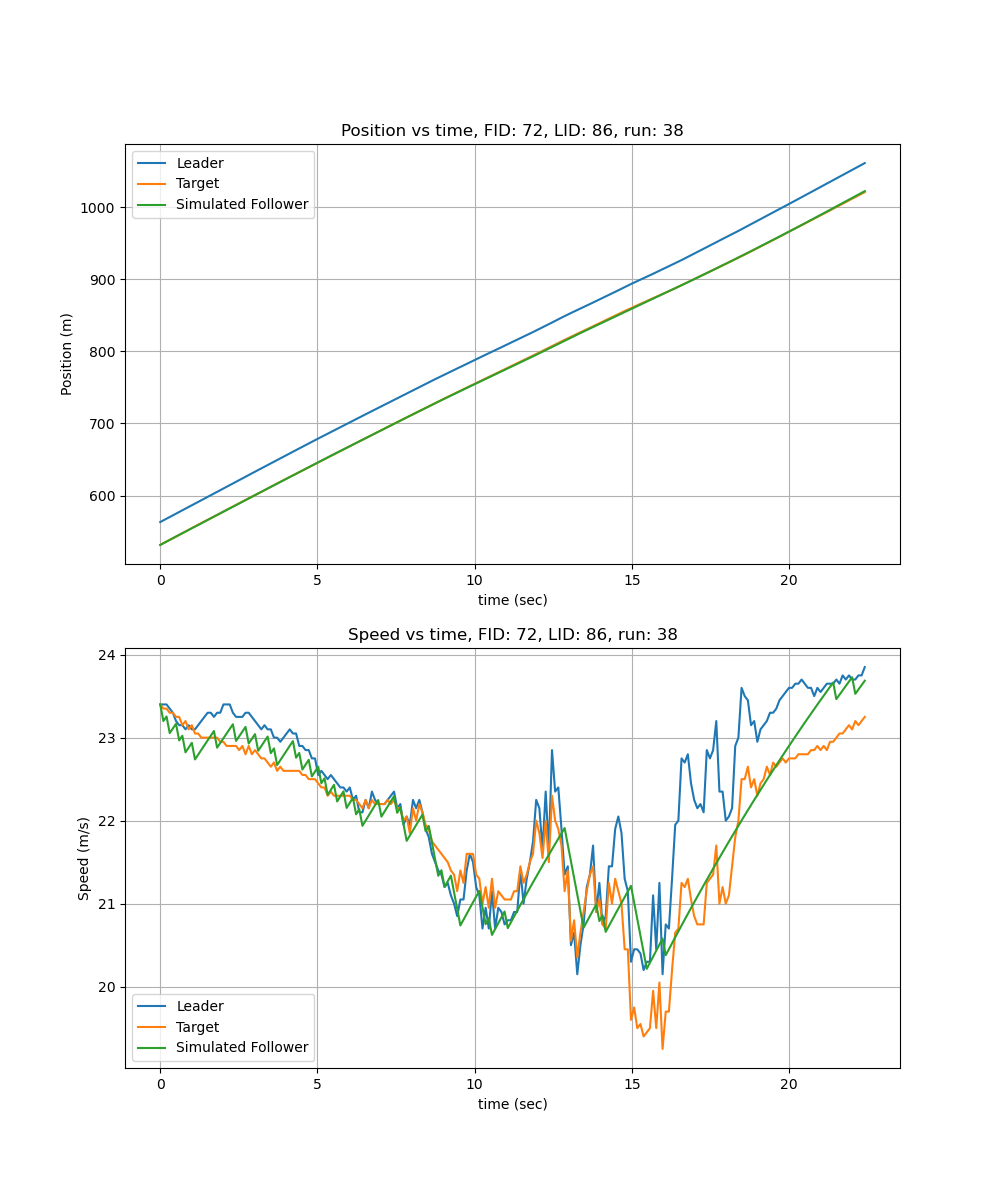 Position vs time, FID: 72, LID: 86, run: 38
Leader
Target
Simulated Follower
1000
900
800
700
600
Position (m)
0 5 10 15 20
time (sec)
Speed vs time, FID: 72, LID: 86, run: 38
24
23
22
21
20
Speed (m/s)
Leader
Target
Simulated Follower
0 5 10 15 20
time (sec)